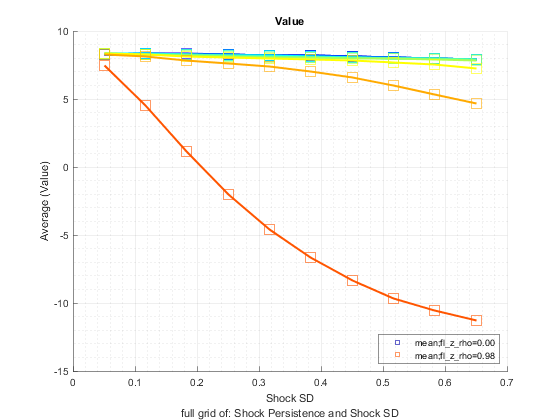 Value
10
5
0
-5
-10
-15
Average (Value)
0
0.1
0.2
0.3
0.4
0.5
0.6
0.7
mean;fl_z_rho=0.00
mean;fl_z_rho=0.98
Shock SD
full grid of: Shock Persistence and Shock SD